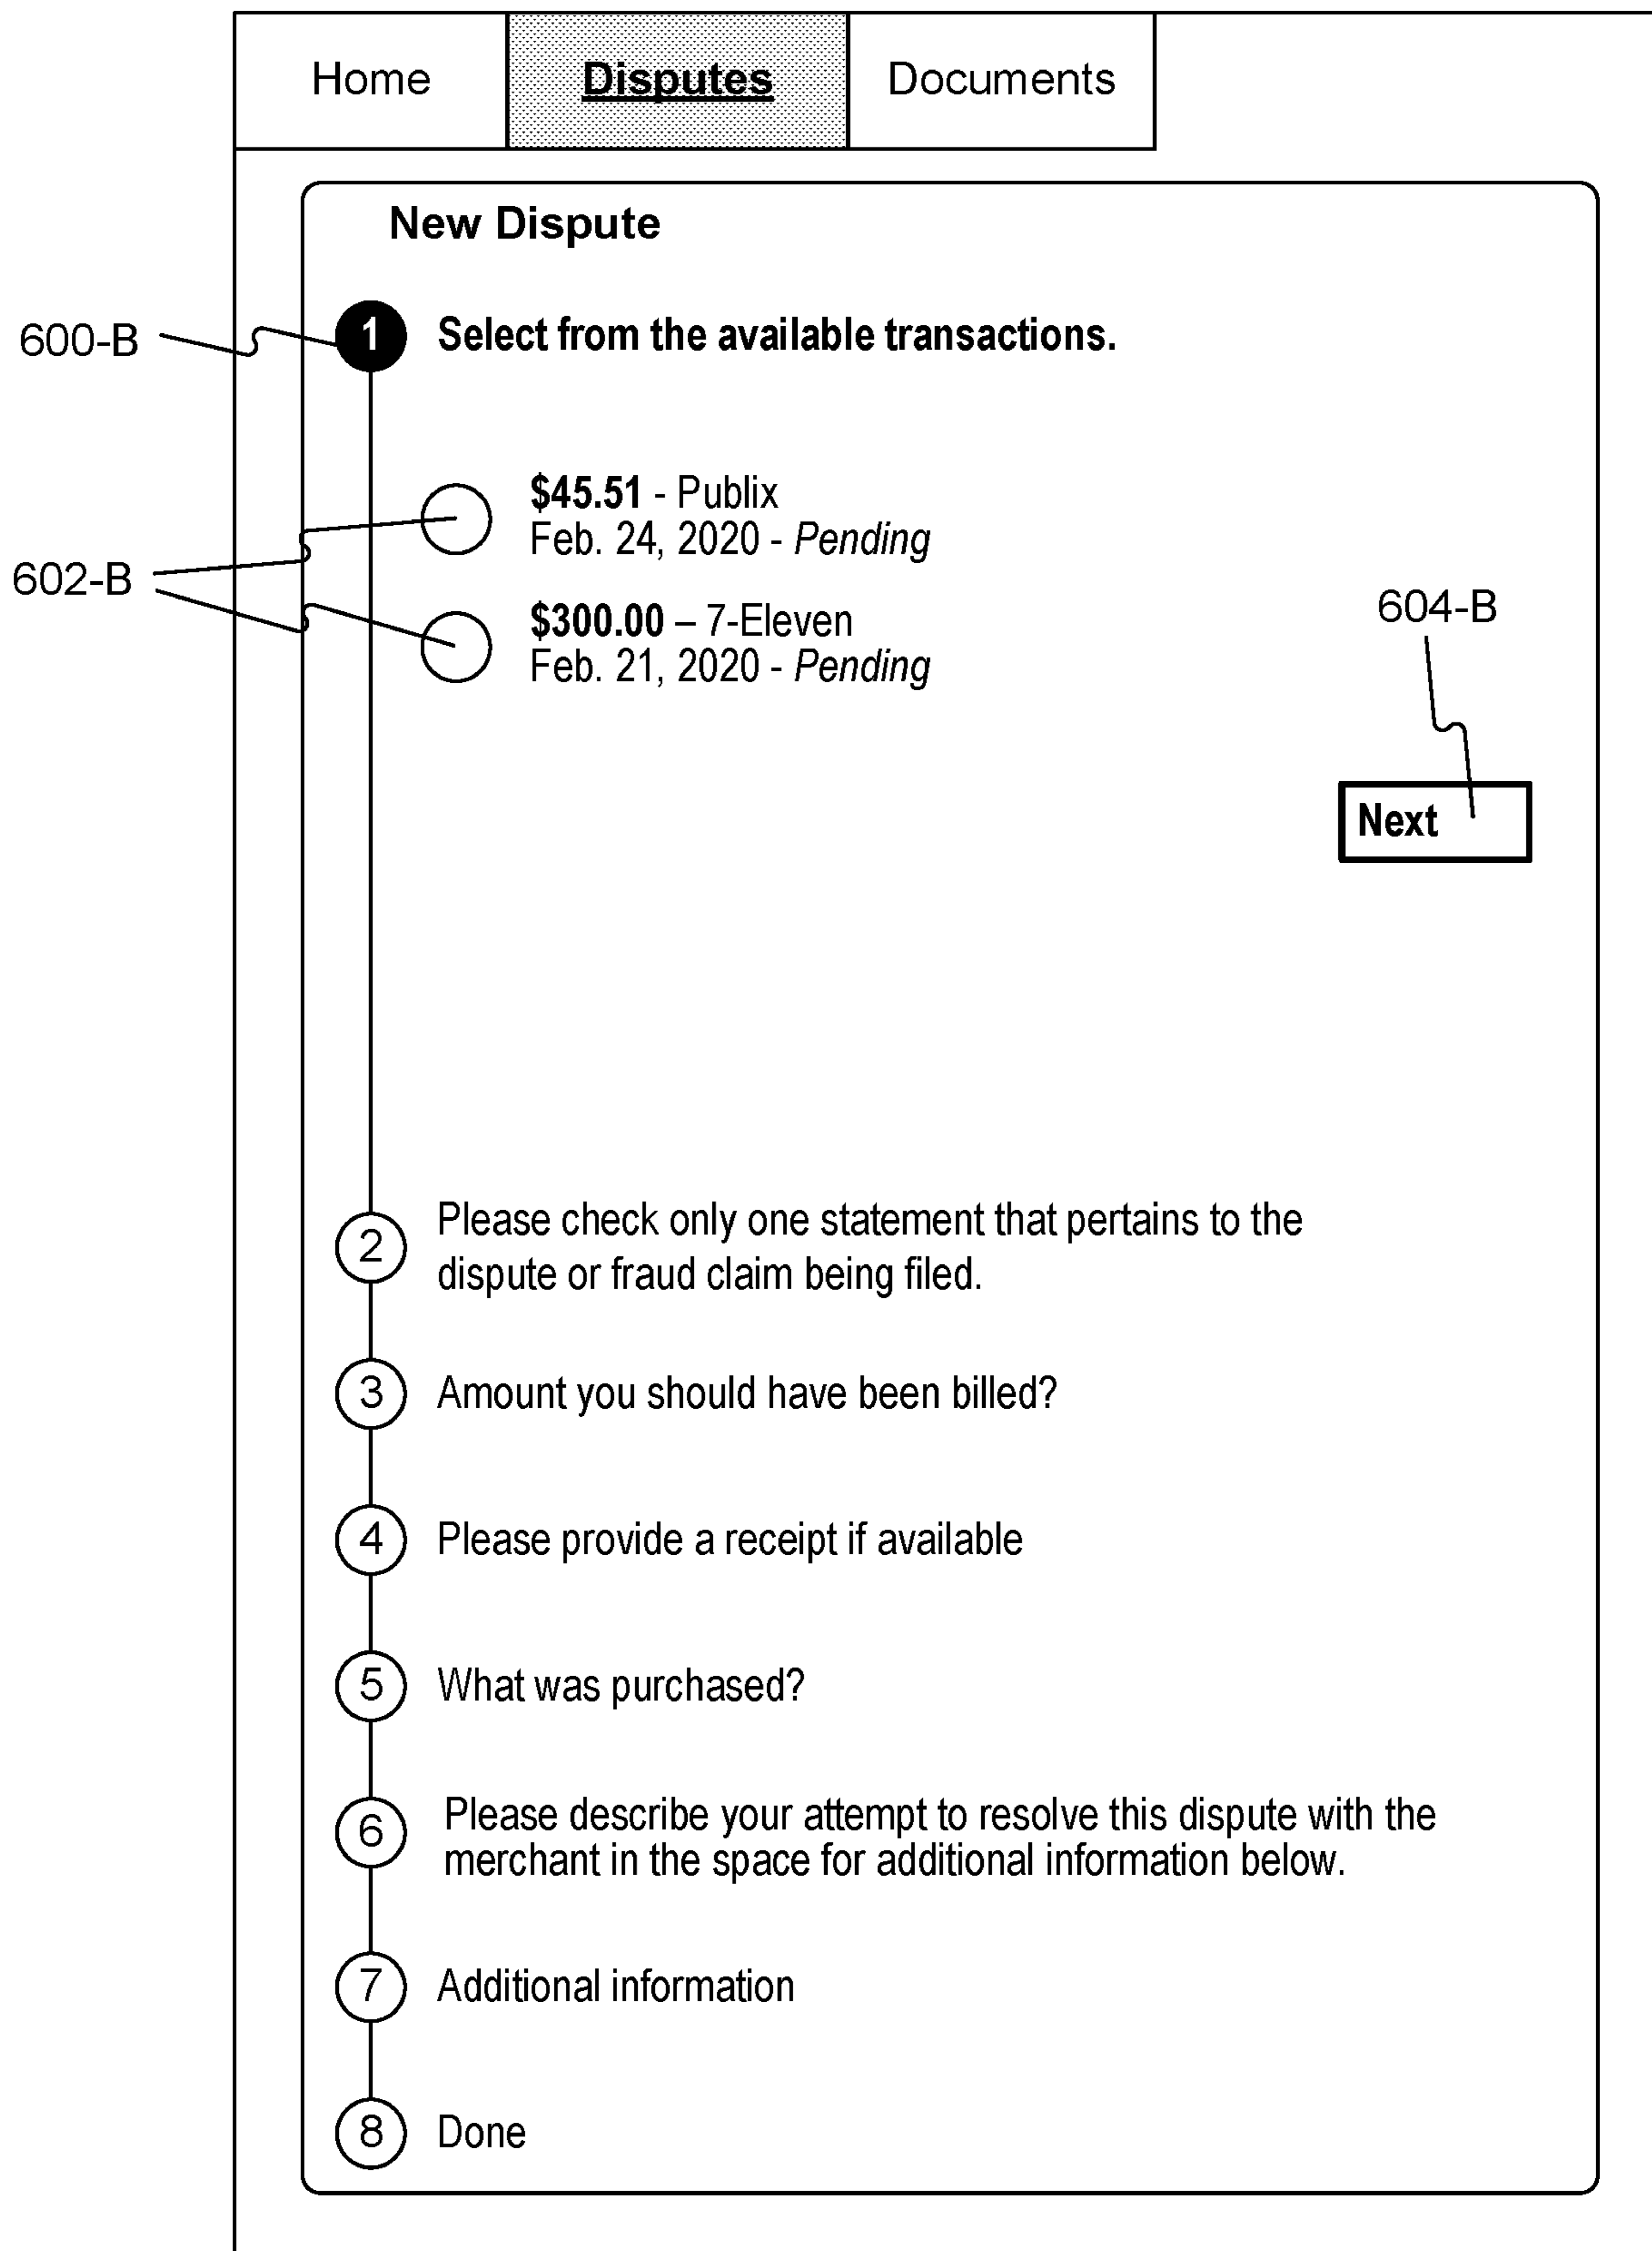 Home Disputes Documents
New Dispute
600-B
1 Select from the available transactions.
$45.51 - Publix
Feb. 24, 2020 - Pending
602-B
$300.00 – 7-Eleven
Feb. 21, 2020 - Pending
604-B
Next
2 Please check only one statement that pertains to the
dispute or fraud claim being filed.
3 Amount you should have been billed?
4 Please provide a receipt if available
5 What was purchased?
6 Please describe your attempt to resolve this dispute with the
merchant in the space for additional information below.
7 Additional information
8 Done